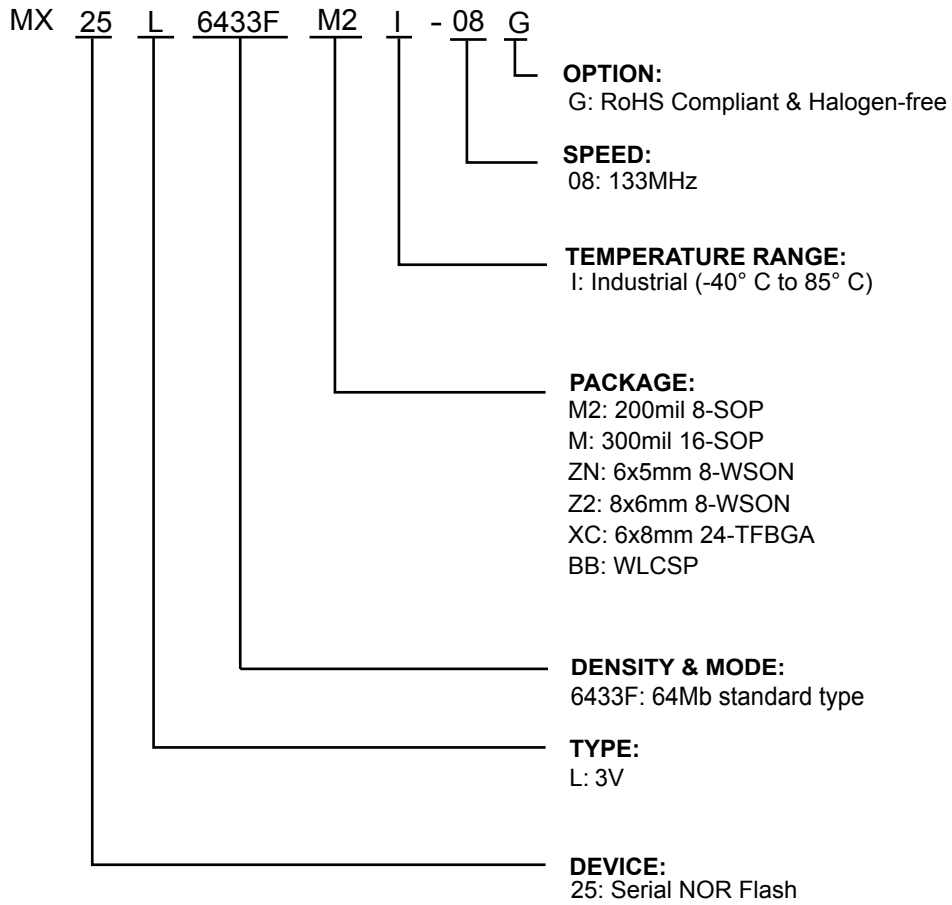 MX 25 L 6433F M2 I - 08 G
OPTION:
G: RoHS Compliant & Halogen-free
SPEED:
08: 133MHz
TEMPERATURE RANGE:
I: Industrial (-40° C to 85° C)
PACKAGE:
M2: 200mil 8-SOP
M: 300mil 16-SOP
ZN: 6x5mm 8-WSON
Z2: 8x6mm 8-WSON
XC: 6x8mm 24-TFBGA
BB: WLCSP
DENSITY & MODE:
6433F: 64Mb standard type
TYPE:
L: 3V
DEVICE:
25: Serial NOR Flash